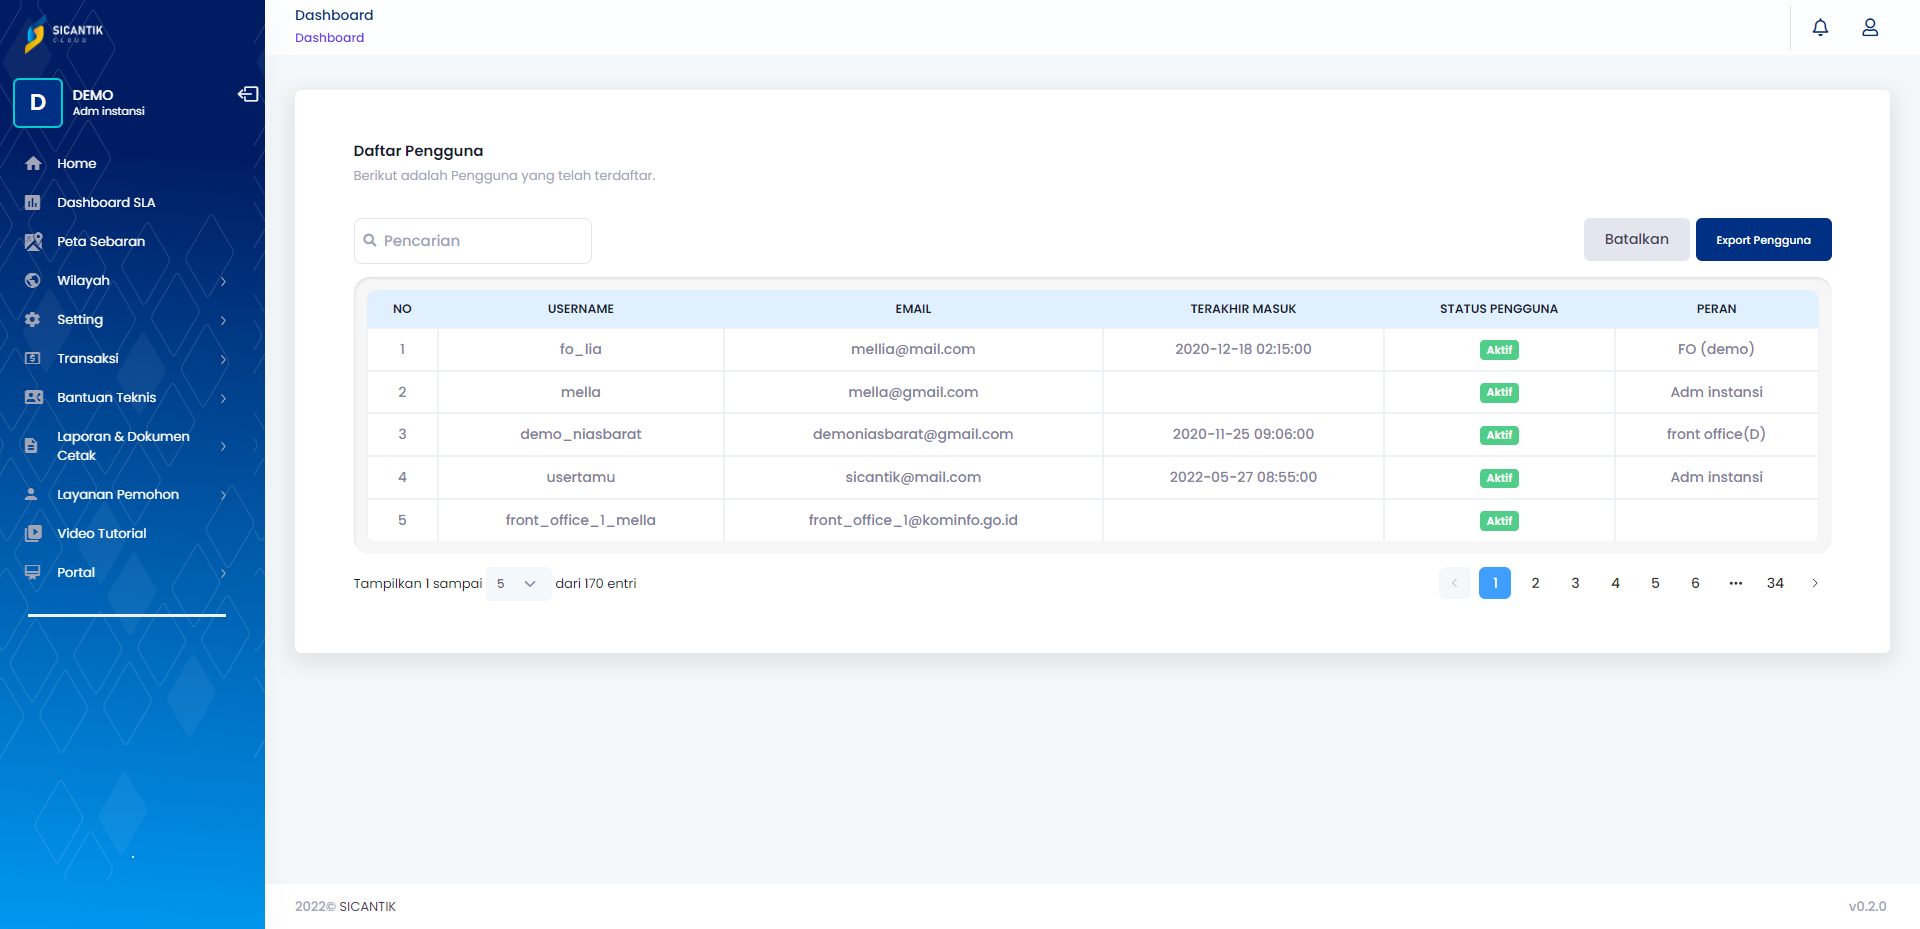 SICANTIK
CLOUD
D
DEMO
Adm instansi
Home
Dashboard SLA
Peta Sebaran
Wilayah
Setting
Transaksi
Bantuan Teknis
Laporan & Dokumen
Cetak
Layanan Pemohon
Video Tutorial
Portal
Dashboard
Dashboard
Daftar Pengguna
Berikut adalah Pengguna yang telah terdaftar.
Pencarian
Batalkan
Export Pengguna
NO USERNAME EMAIL TERAKHIR MASUK STATUS PENGGUNA PERAN
1 fo_lia mellia@mail.com 2020-12-18 02:15:00 Aktif FO (demo)
2 mella mella@gmail.com Aktif Adm instansi
3 demo_niasbarat demoniasbarat@gmail.com 2020-11-25 09:06:00 Aktif front office(D)
4 usertamu sicantik@mail.com 2022-05-27 08:55:00 Aktif Adm instansi
5 front_office_1_mella front_office_1@kominfo.go.id Aktif
Tampilkan 1 sampai 5 dari 170 entri
1 2 3 4 5 6 ••• 34
2022© SICANTIK
v0.2.0